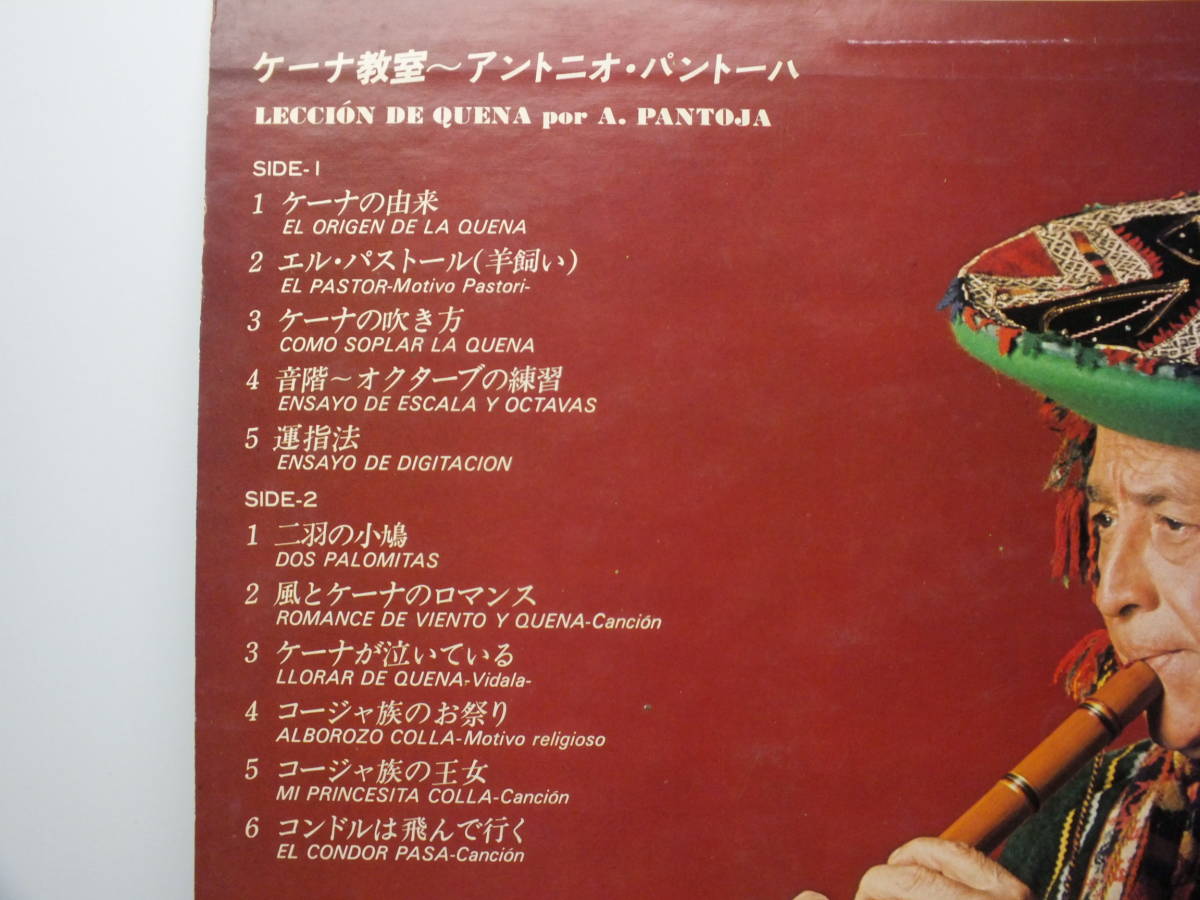 ケーナ教室～アントニオ・パントーハ
LECCIÓN DE QUENA por A. PANTOJA
SIDE-1
1 ケーナの由来
EL ORIGEN DE LA QUENA
2 エル・パストール(羊飼い)
EL PASTOR-Motivo Pastori-
3 ケーナの吹き方
COMO SOPLAR LA QUENA
4 音階～オクターブの練習
ENSAYO DE ESCALA Y OCTAVAS
5 運指法
ENSAYO DE DIGITACION
SIDE-2
1 二羽の小鳩
DOS PALOMITAS
2 風とケーナのロマンス
ROMANCE DE VIENTO Y QUENA-Canción
3 ケーナが泣いている
LLORAR DE QUENA-Vidala-
4 コージャ族のお祭り
ALBOROZO COLLA-Motivo religioso
5 コージャ族の王女
MI PRINCESITA COLLA-Canción
6 コンドルは飛んで行く
EL CONDOR PASA-Canción